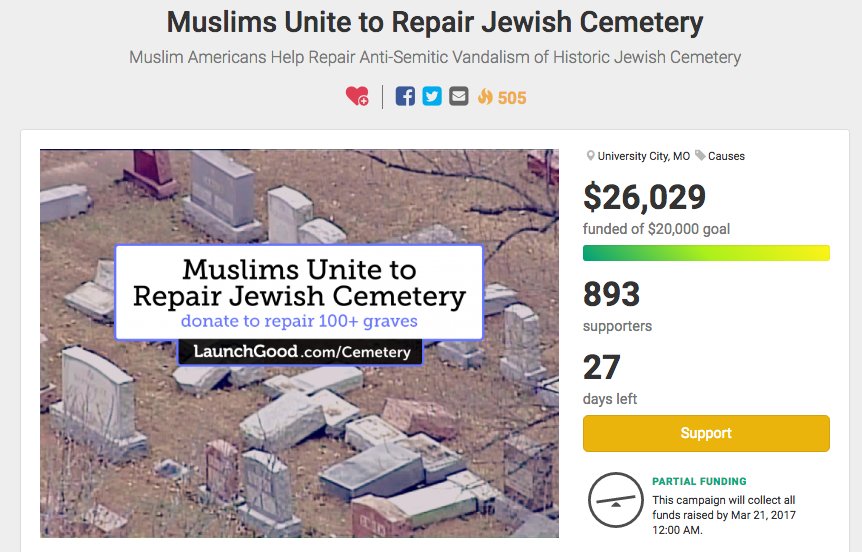 Muslims Unite to Repair Jewish Cemetery
Muslim Americans Help Repair Anti-Semitic Vandalism of Historic Jewish Cemetery
505
Muslims Unite to
Repair Jewish Cemetery
donate to repair 100+ graves
LaunchGood.com/Cemetery
University City, MO Causes
$26,029
funded of $20,000 goal
893
supporters
27
days left
Support
PARTIAL FUNDING
This campaign will collect all
funds raised by Mar 21, 2017
12:00 AM.